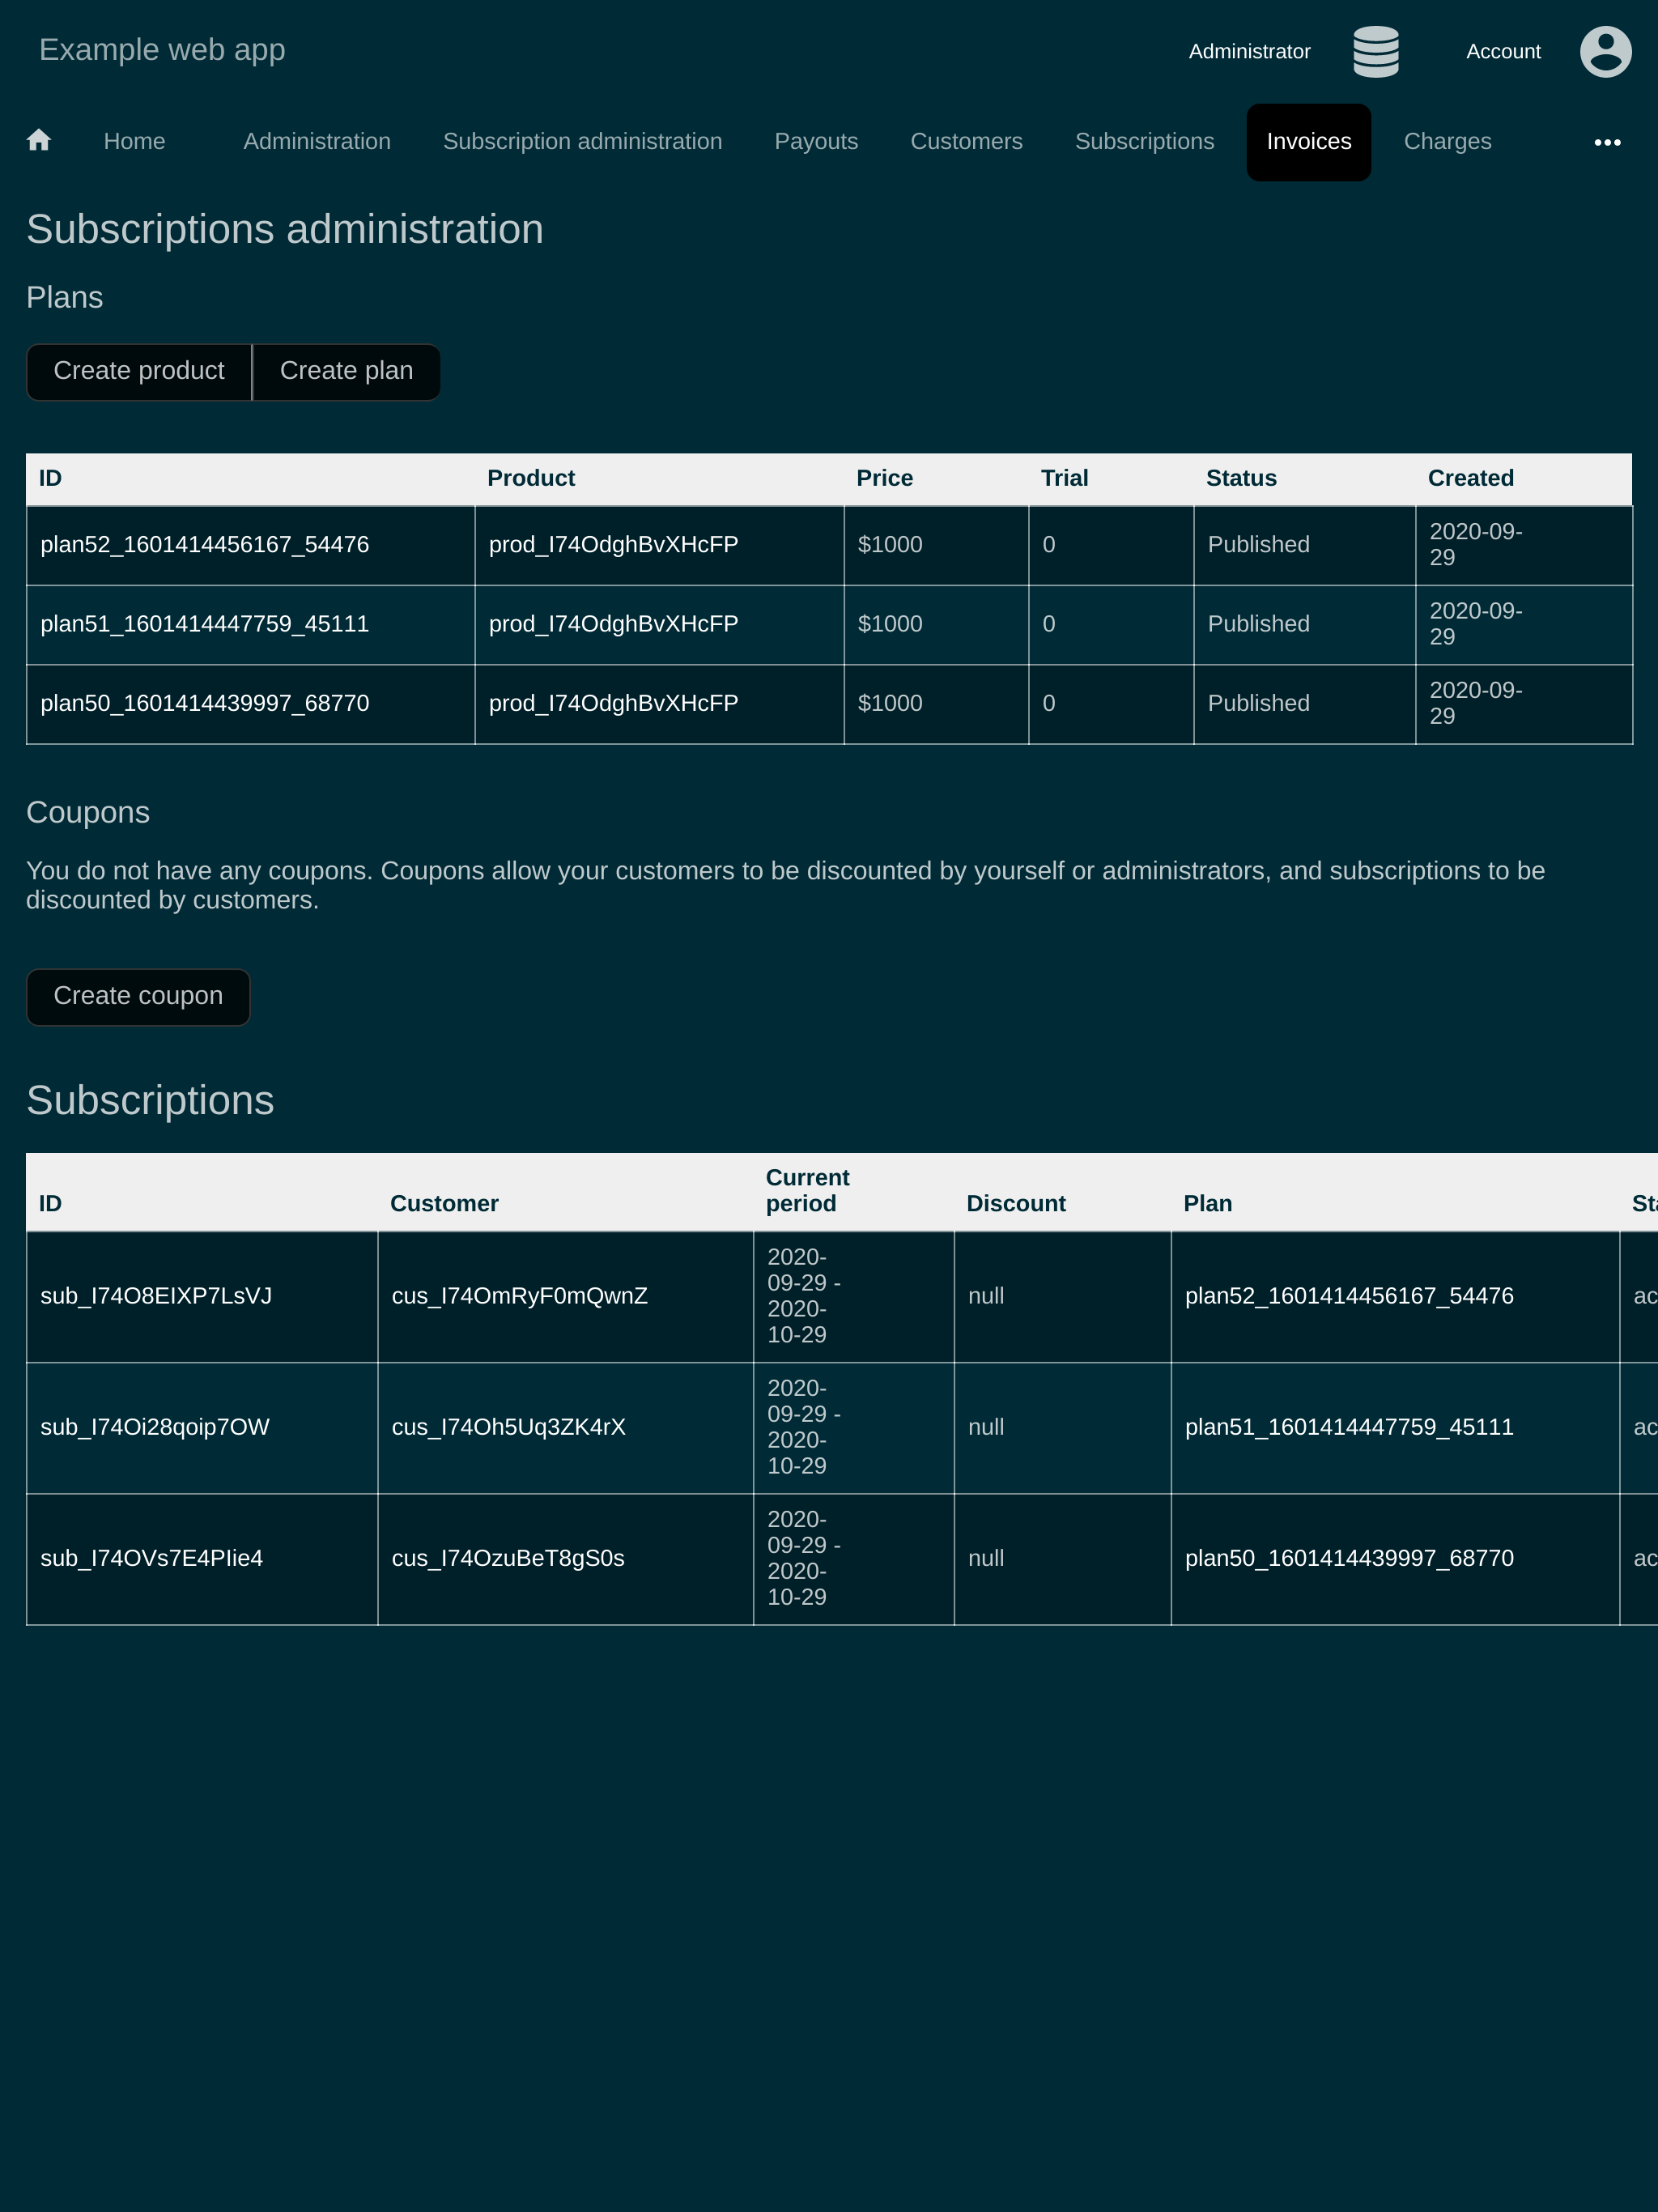 Example web app
Administrator
Account
Home
Administration
Subscription administration
Payouts
Customers
Subscriptions
Invoices
Charges
Subscriptions administration
Plans
Create product
Create plan
ID Product Price Trial Status Created
plan52_1601414456167_54476 prod_I74OdghBvXHcFP $1000 0 Published 2020-09-
29
plan51_1601414447759_45111 prod_I74OdghBvXHcFP $1000 0 Published 2020-09-
29
plan50_1601414439997_68770 prod_I74OdghBvXHcFP $1000 0 Published 2020-09-
29
Coupons
You do not have any coupons. Coupons allow your customers to be discounted by yourself or administrators, and subscriptions to be
discounted by customers.
Create coupon
Subscriptions
ID Customer Current
period Discount Plan
sub_I74O8EIXP7LsVJ cus_I74OmRyF0mQwnZ 2020-
09-29 -
2020-
10-29
null plan52_1601414456167_54476
sub_I74Oi28qoip7OW cus_I74Oh5Uq3ZK4rX 2020-
09-29 -
2020-
10-29
null plan51_1601414447759_45111
sub_I74OVs7E4PIie4 cus_I74OzuBeT8gS0s 2020-
09-29 -
2020-
10-29
null plan50_1601414439997_68770